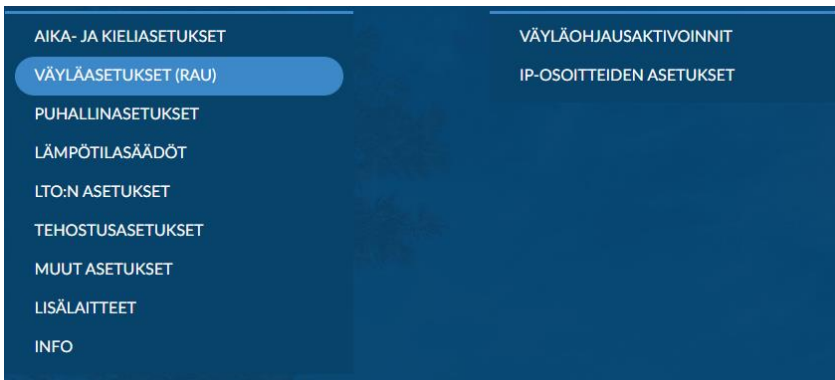 AIKA- JA KIELIASETUKSET
VÄYLÄASETUKSET (RAU)
PUHALLINASETUKSET
LÄMPÖTILASÄÄDÖT
LTO:N ASETUKSET
TEHOSTUSASETUKSET
MUUT ASETUKSET
LISÄLAITTEET
INFO
VÄYLÄOHJAUSAKTIVOINNIT
IP-OSOITTEIDEN ASETUKSET